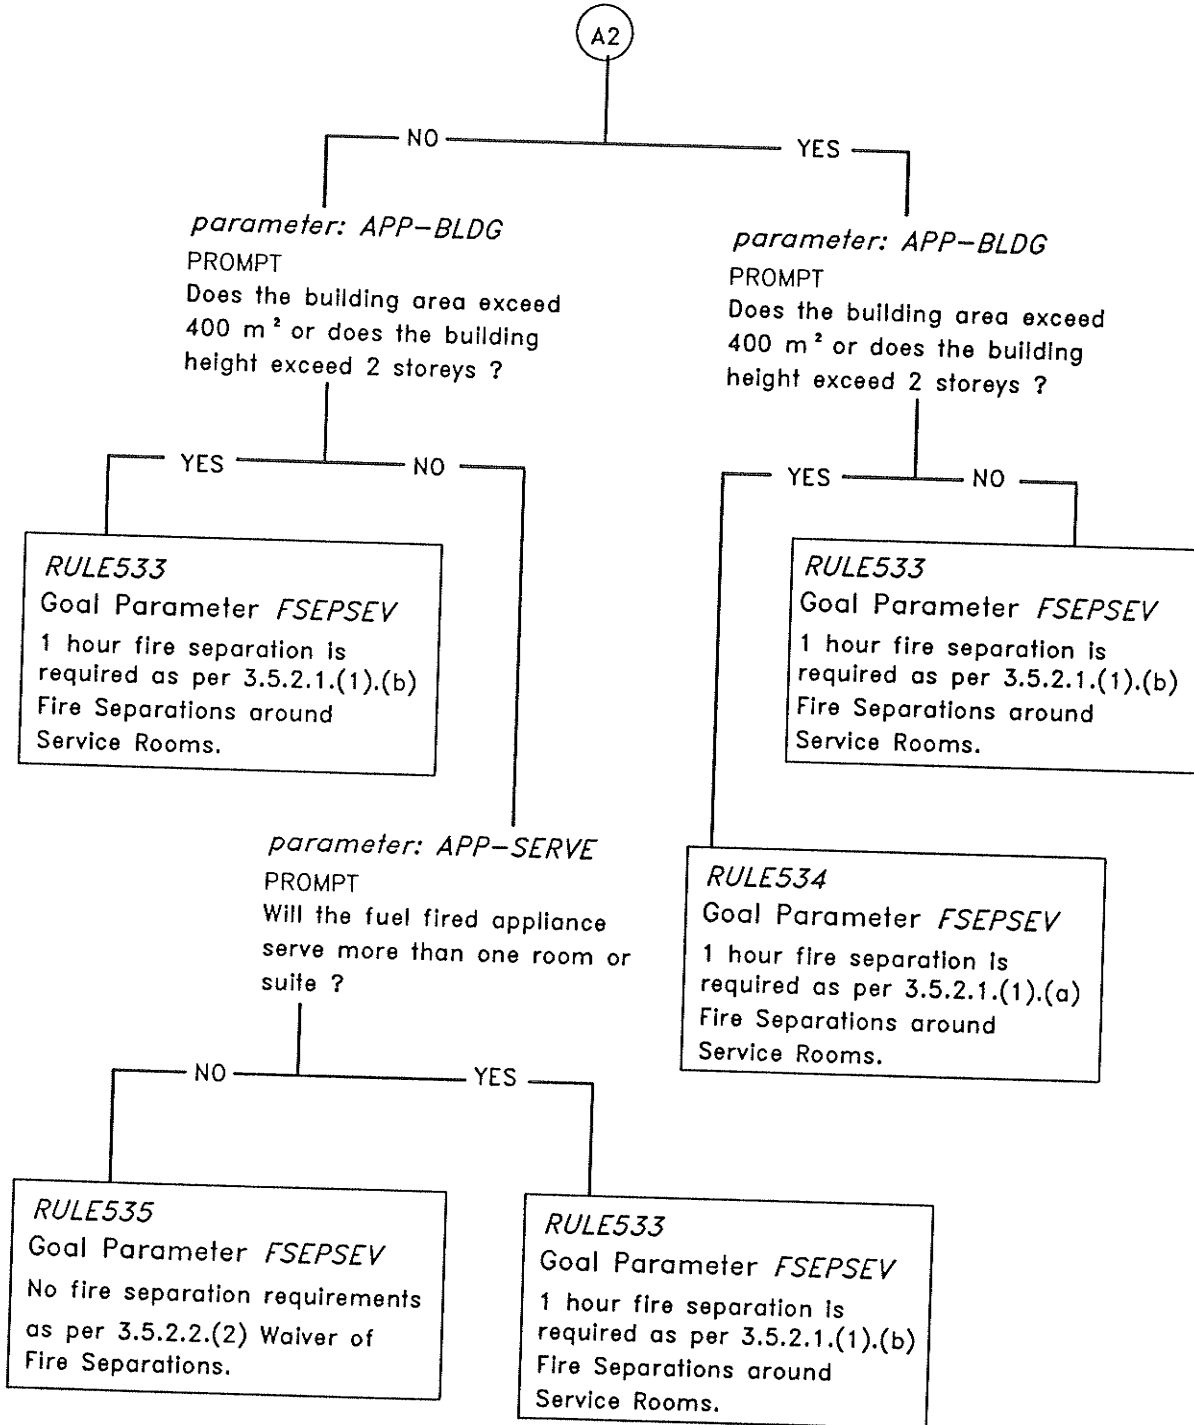 A2
NO
YES
parameter: APP-BLDG
PROMPT
Does the building area exceed
400 m² or does the building
height exceed 2 storeys ?
parameter: APP-BLDG
PROMPT
Does the building area exceed
400 m² or does the building
height exceed 2 storeys ?
YES
NO
YES
NO
RULE533
Goal Parameter FSEPSEV
1 hour fire separation is
required as per 3.5.2.1.(1).(b)
Fire Separations around
Service Rooms.
RULE533
Goal Parameter FSEPSEV
1 hour fire separation is
required as per 3.5.2.1.(1).(b)
Fire Separations around
Service Rooms.
parameter: APP-SERVE
PROMPT
Will the fuel fired appliance
serve more than one room or
suite ?
RULE534
Goal Parameter FSEPSEV
1 hour fire separation is
required as per 3.5.2.1.(1).(a)
Fire Separations around
Service Rooms.
NO
YES
RULE535
Goal Parameter FSEPSEV
No fire separation requirements
as per 3.5.2.2.(2) Waiver of
Fire Separations.
RULE533
Goal Parameter FSEPSEV
1 hour fire separation is
required as per 3.5.2.1.(1).(b)
Fire Separations around
Service Rooms.